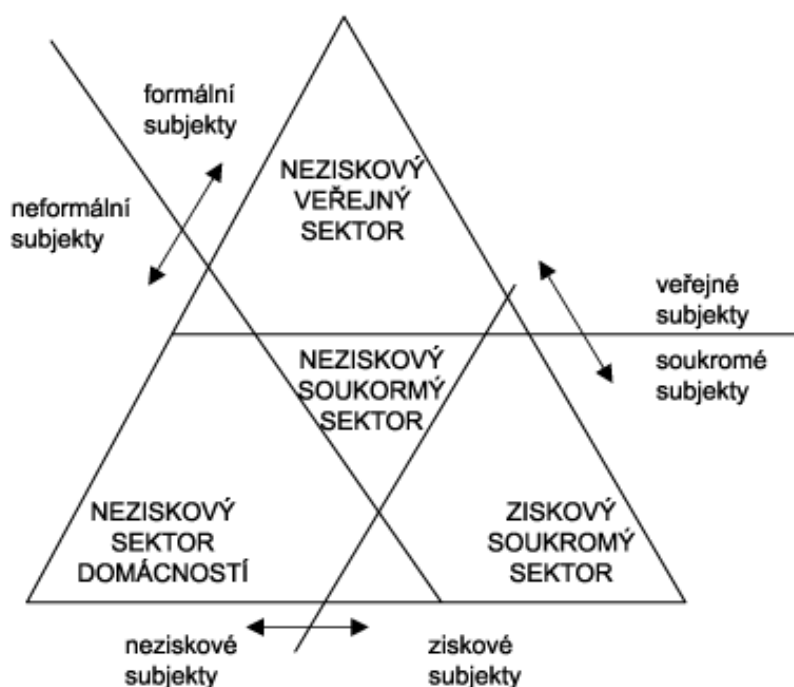 formální
subjekty
neformální
subjekty
NEZISKOVÝ
VEŘEJNÝ
SEKTOR
veřejné
subjekty
soukromé
subjekty
NEZISKOVÝ
SOUKORMÝ
SEKTOR
NEZISKOVÝ
SEKTOR
DOMÁCNOSTÍ
ZISKOVÝ
SOUKROMÝ
SEKTOR
neziskové
subjekty
ziskové
subjekty